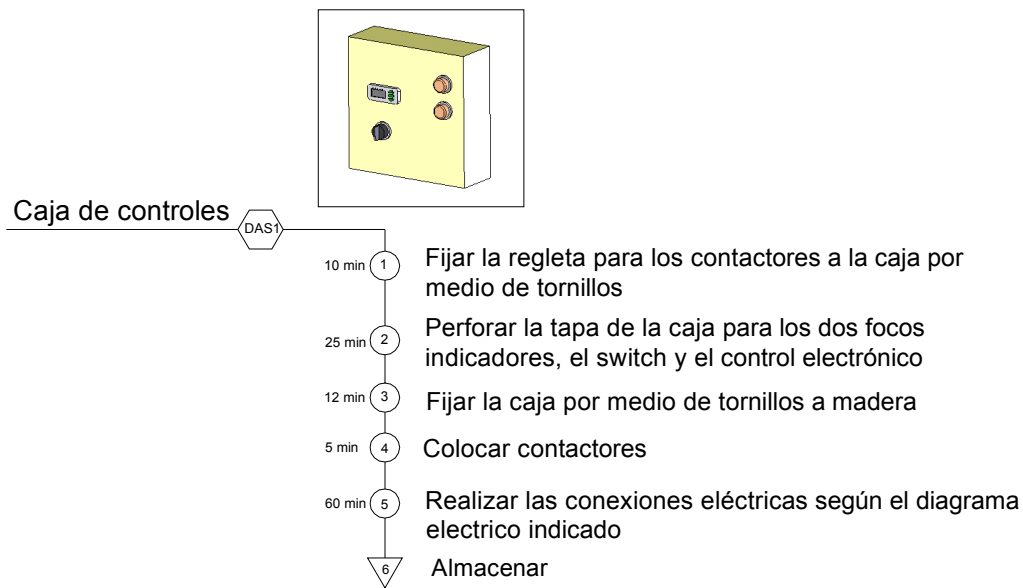 Caja de controles
DAS1
10 min
1
Fijar la regleta para los contactores a la caja por
medio de tornillos
25 min
2
Perforar la tapa de la caja para los dos focos
indicadores, el switch y el control electrónico
12 min
3
Fijar la caja por medio de tornillos a madera
5 min
4
Colocar contactores
60 min
5
Realizar las conexiones eléctricas según el diagrama
electrico indicado
6
Almacenar